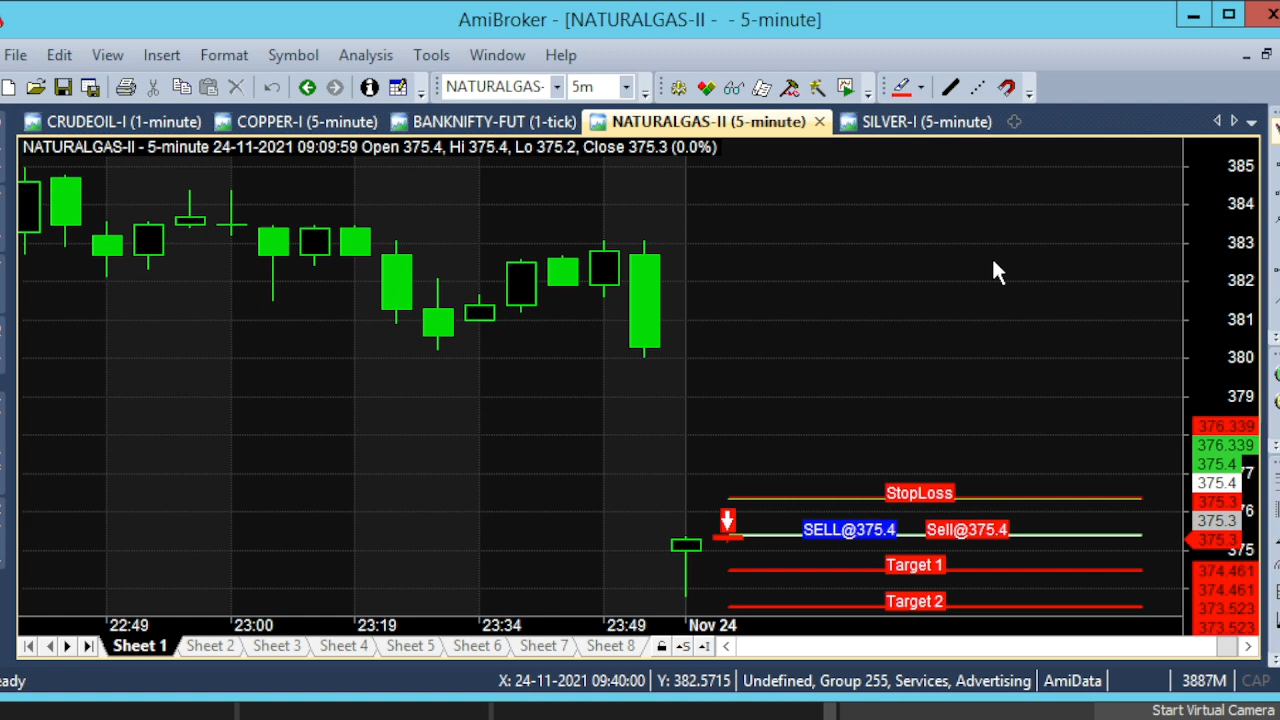 AmiBroker - [NATURALGAS-II - - 5-minute]
File Edit View Insert Format Symbol Analysis Tools Window Help
NATURALGAS- 5m
CRUDEOIL-I (1-minute) COPPER-I (5-minute) BANKNIFTY-FUT (1-tick) NATURALGAS-II (5-minute) SILVER-I (5-minute)
NATURALGAS-II - 5-minute 24-11-2021 09:09:59 Open 375.4, Hi 375.4, Lo 375.2, Close 375.3 (0.0%)
385
384
383
382
381
380
379
376.339
376.339
375.4
375.4
StopLoss
375.3
SELL@375.4 Sell@375.4
375.3
375.3
375
Target 1
374.461
374.461
Target 2
373.523
373.523
22:49 23:00 23:19 23:34 23:49 Nov 24
Sheet 1 Sheet 2 Sheet 3 Sheet 4 Sheet 5 Sheet 6 Sheet 7 Sheet 8
eady X: 24-11-2021 09:40:00 Y: 382.5715 Undefined, Group 255, Services, Advertising AmiData 3887M CAP
Start Virtual Camera